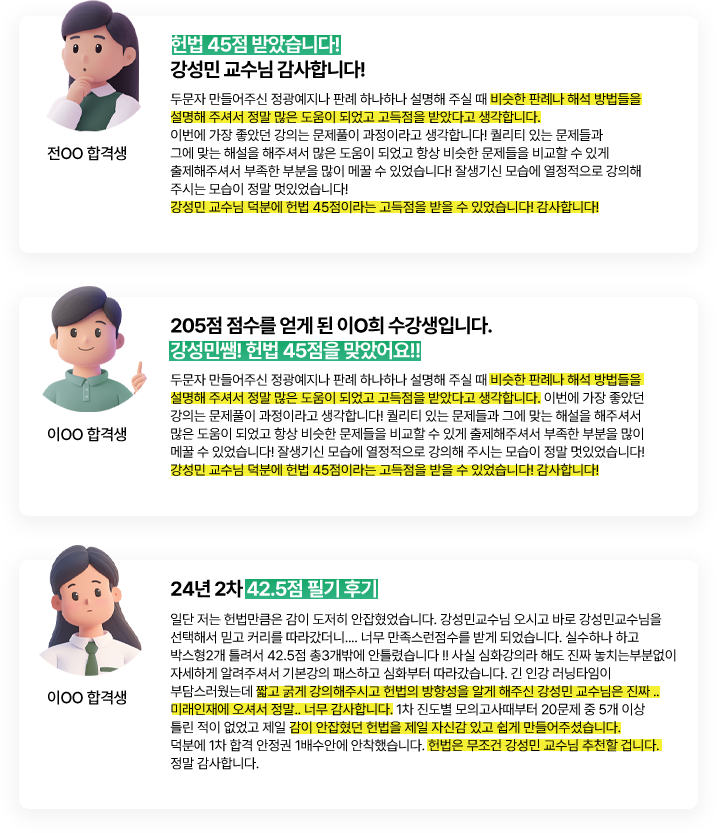 헌법 45점 받았습니다!
강성민 교수님 감사합니다!
두문자 만들어주신 정광예지나 판례 하나하나 설명해 주실 때 비슷한 판례나 해석 방법들을
설명해 주셔서 정말 많은 도움이 되었고 고득점을 받았다고 생각합니다.
이번에 가장 좋았던 강의는 문제풀이 과정이라고 생각합니다! 퀄리티 있는 문제들과
그에 맞는 해설을 해주셔서 많은 도움이 되었고 항상 비슷한 문제들을 비교할 수 있게
출제해주셔서 부족한 부분을 많이 메꿀 수 있었습니다! 잘생기신 모습에 열정적으로 강의해
주시는 모습이 정말 멋있었습니다!
강성민 교수님 덕분에 헌법 45점이라는 고득점을 받을 수 있었습니다! 감사합니다!
전OO 합격생
205점 점수를 얻게 된 이O희 수강생입니다.
강성민쌤! 헌법 45점을 맞았어요!!
두문자 만들어주신 정광예지나 판례 하나하나 설명해 주실 때 비슷한 판례나 해석 방법들을
설명해 주셔서 정말 많은 도움이 되었고 고득점을 받았다고 생각합니다. 이번에 가장 좋았던
강의는 문제풀이 과정이라고 생각합니다! 퀄리티 있는 문제들과 그에 맞는 해설을 해주셔서
많은 도움이 되었고 항상 비슷한 문제들을 비교할 수 있게 출제해주셔서 부족한 부분을 많이
메꿀 수 있었습니다! 잘생기신 모습에 열정적으로 강의해 주시는 모습이 정말 멋있었습니다!
강성민 교수님 덕분에 헌법 45점이라는 고득점을 받을 수 있었습니다! 감사합니다!
이OO 합격생
24년 2차 42.5점 필기 후기
일단 저는 헌법만큼은 감이 도저히 안잡혔었습니다. 강성민교수님 오시고 바로 강성민교수님을
선택해서 믿고 커리를 따라갔더니.... 너무 만족스런점수를 받게 되었습니다. 실수하나 하고
박스형2개 틀려서 42.5점 총3개밖에 안틀렸습니다 !! 사실 심화강의라 해도 진짜 놓치는부분없이
자세하게 알려주셔서 기본강의 패스하고 심화부터 따라갔습니다. 긴 인강 러닝타임이
부담스러웠는데 짧고 굵게 강의해주시고 헌법의 방향성을 알게 해주신 강성민 교수님은 진짜 ..
미래인재에 오셔서 정말.. 너무 감사합니다. 1차 진도별 모의고사때부터 20문제 중 5개 이상
틀린 적이 없었고 제일 감이 안잡혔던 헌법을 제일 자신감 있고 쉽게 만들어주셨습니다.
덕분에 1차 합격 안정권 1배수안에 안착했습니다. 헌법은 무조건 강성민 교수님 추천할 겁니다.
정말 감사합니다.
이OO 합격생